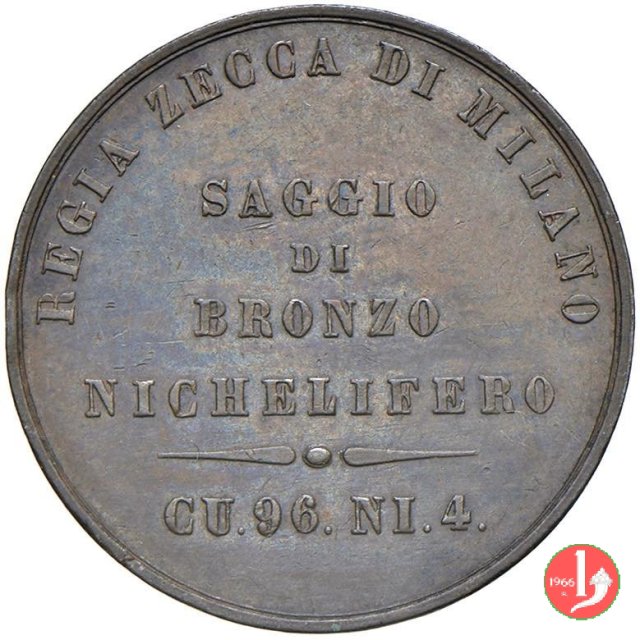 REGIA ZECCA DI MILANO
SAGGIO
DI
BRONZO
NICHELIFERO
CU.96.NI.4.
1966